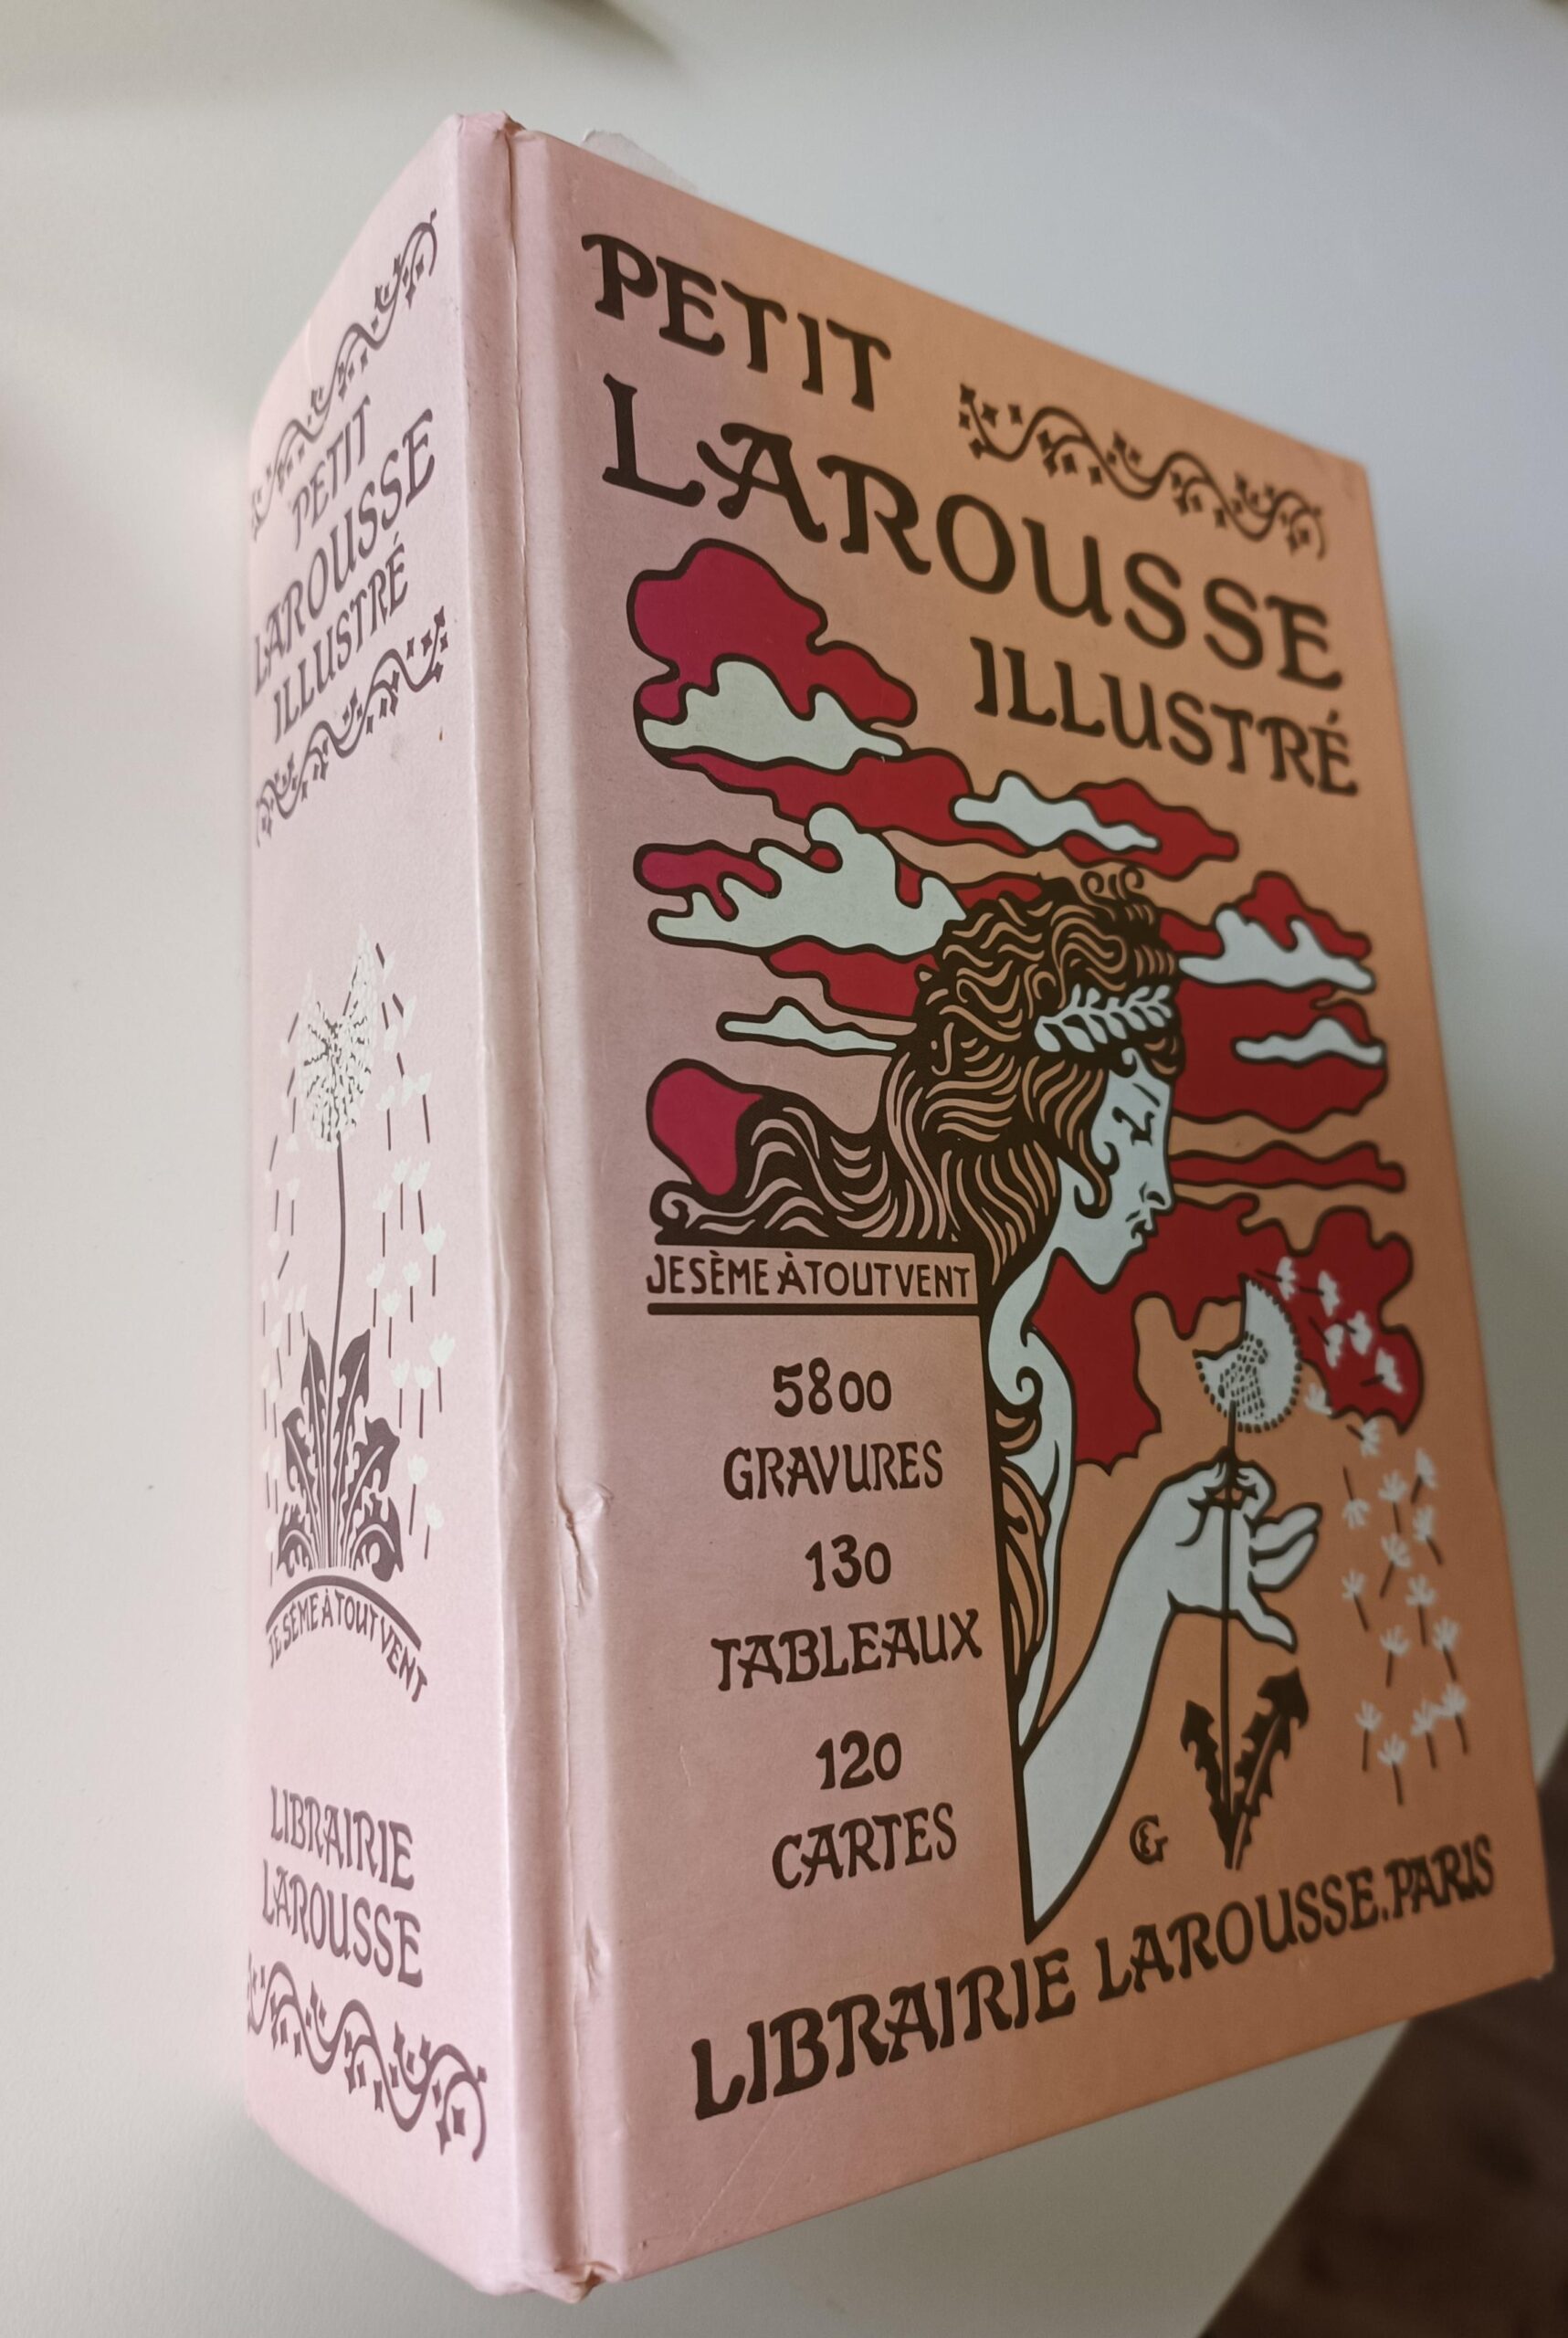 PETIT
LAROUSSE
ILLUSTRÉ
JE SÈME À TOUT VENT
LIBRAIRIE
LAROUSSE
PETIT
LAROUSSE
ILLUSTRÉ
JE SÈME À TOUT VENT
5800
GRAVURES
130
TABLEAUX
120
CARTES
LIBRAIRIE LAROUSSE.PARIS